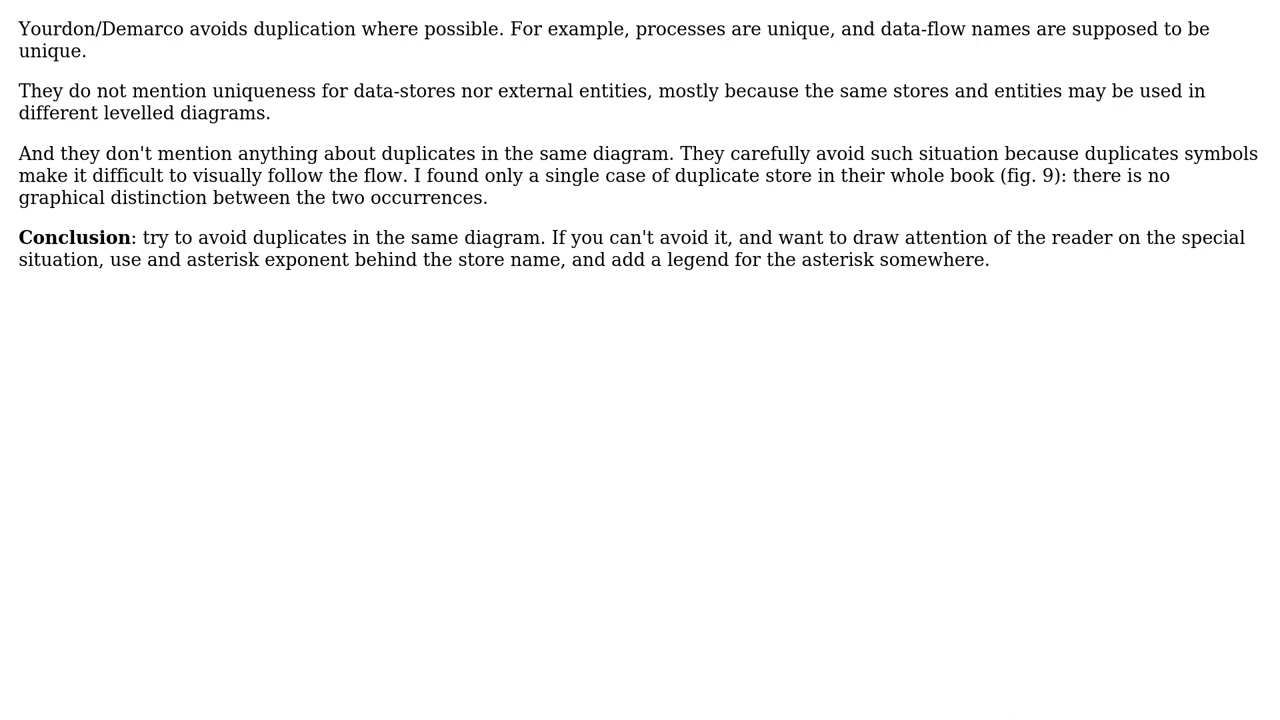 Yourdon/Demarco avoids duplication where possible. For example, processes are unique, and data-flow names are supposed to be
unique.
They do not mention uniqueness for data-stores nor external entities, mostly because the same stores and entities may be used in
different levelled diagrams.
And they don't mention anything about duplicates in the same diagram. They carefully avoid such situation because duplicates symbols
make it difficult to visually follow the flow. I found only a single case of duplicate store in their whole book (fig. 9): there is no
graphical distinction between the two occurrences.
Conclusion: try to avoid duplicates in the same diagram. If you can't avoid it, and want to draw attention of the reader on the special
situation, use and asterisk exponent behind the store name, and add a legend for the asterisk somewhere.